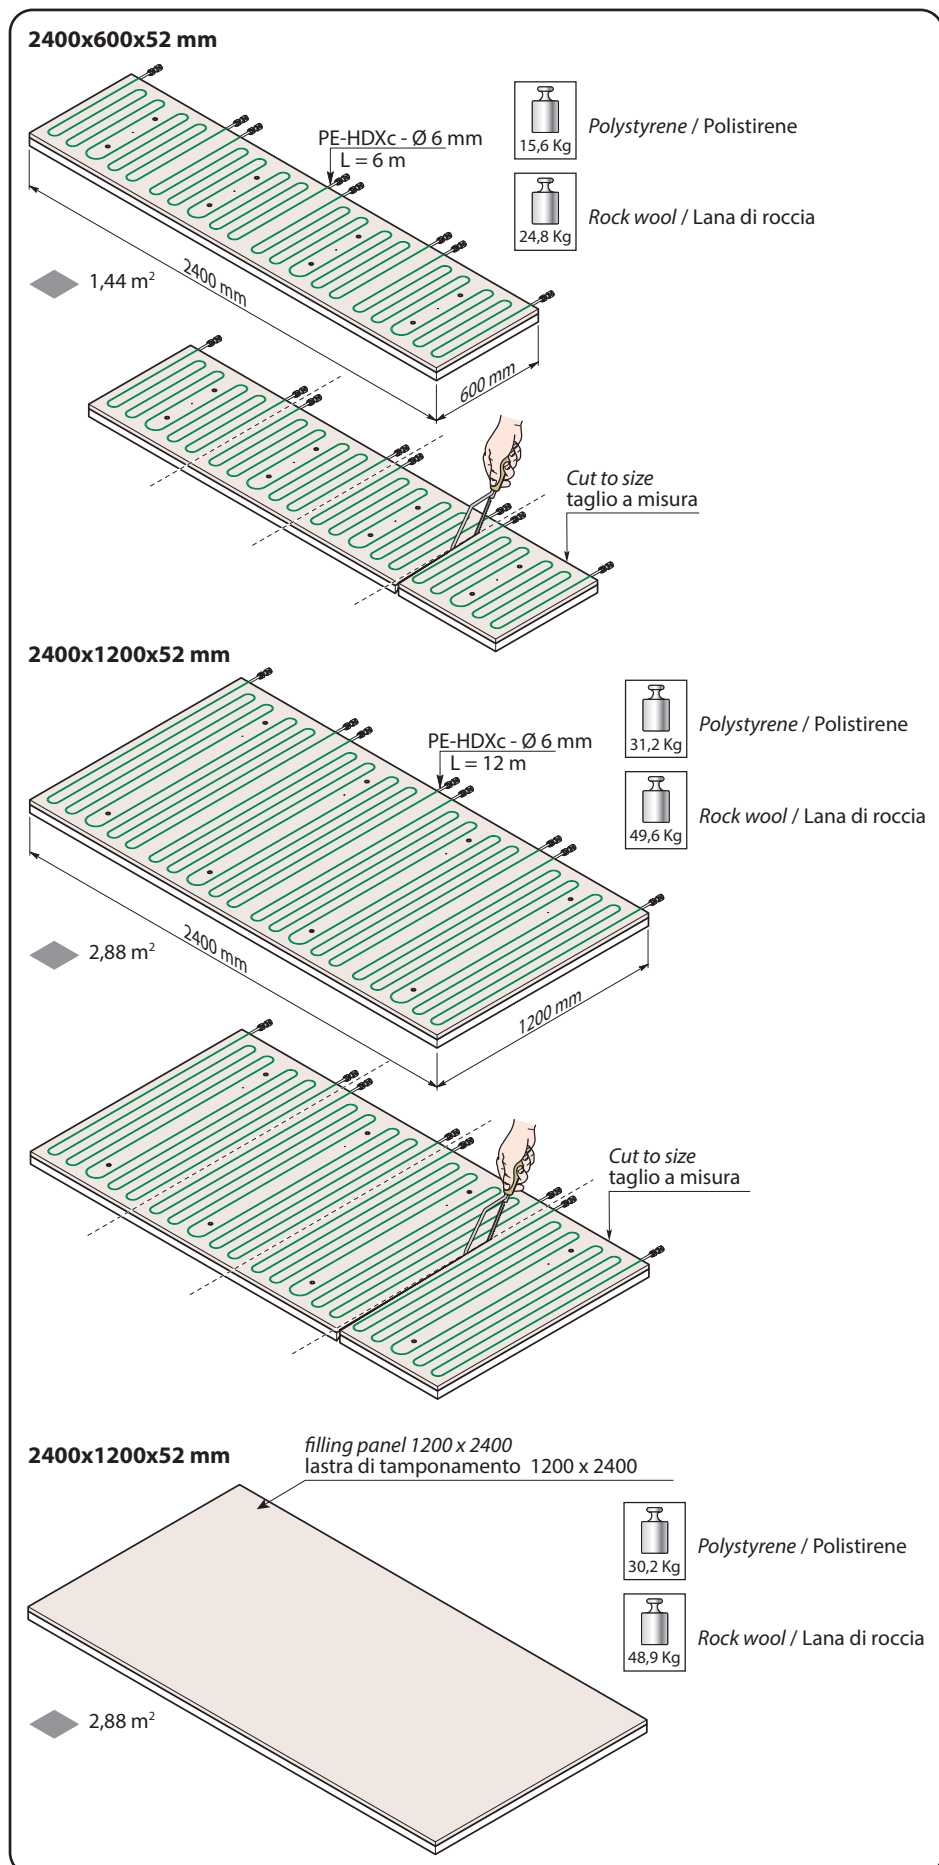 2400x600x52 mm
PE-HDXc - Ø 6 mm
L = 6 m
15,6 Kg
Polystyrene / Polistirene
24,8 Kg
Rock wool / Lana di roccia
1,44 m²
2400 mm
600 mm
Cut to size
taglio a misura
2400x1200x52 mm
PE-HDXc - Ø 6 mm
L = 12 m
31,2 Kg
Polystyrene / Polistirene
49,6 Kg
Rock wool / Lana di roccia
2,88 m²
2400 mm
1200 mm
Cut to size
taglio a misura
2400x1200x52 mm
filling panel 1200 x 2400
lastra di tamponamento 1200 x 2400
30,2 Kg
Polystyrene / Polistirene
48,9 Kg
Rock wool / Lana di roccia
2,88 m²